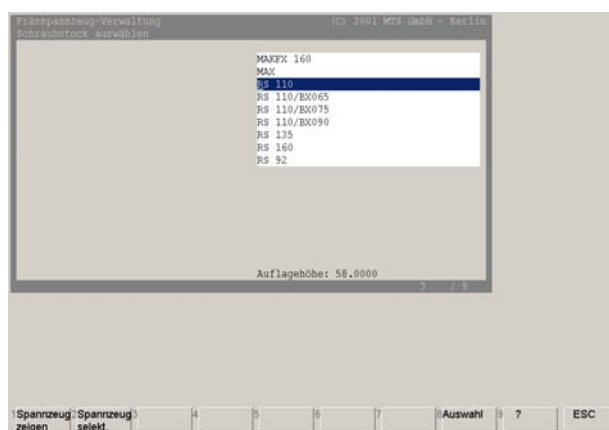 Frässpannzeug-Verwaltung (C) 2001 MTS GmbH - Berlin
Schraubstock auswählen
MAKFX 160
MAX
RS 110
RS 110/BX065
RS 110/BX075
RS 110/BX090
RS 135
RS 160
RS 92
Auflagehöhe: 58.0000
3 / 9
1 Spannzeug zeigen 2 Spannzeug selekt. 3 4 5 6 7 8 Auswahl 9 ? ESC